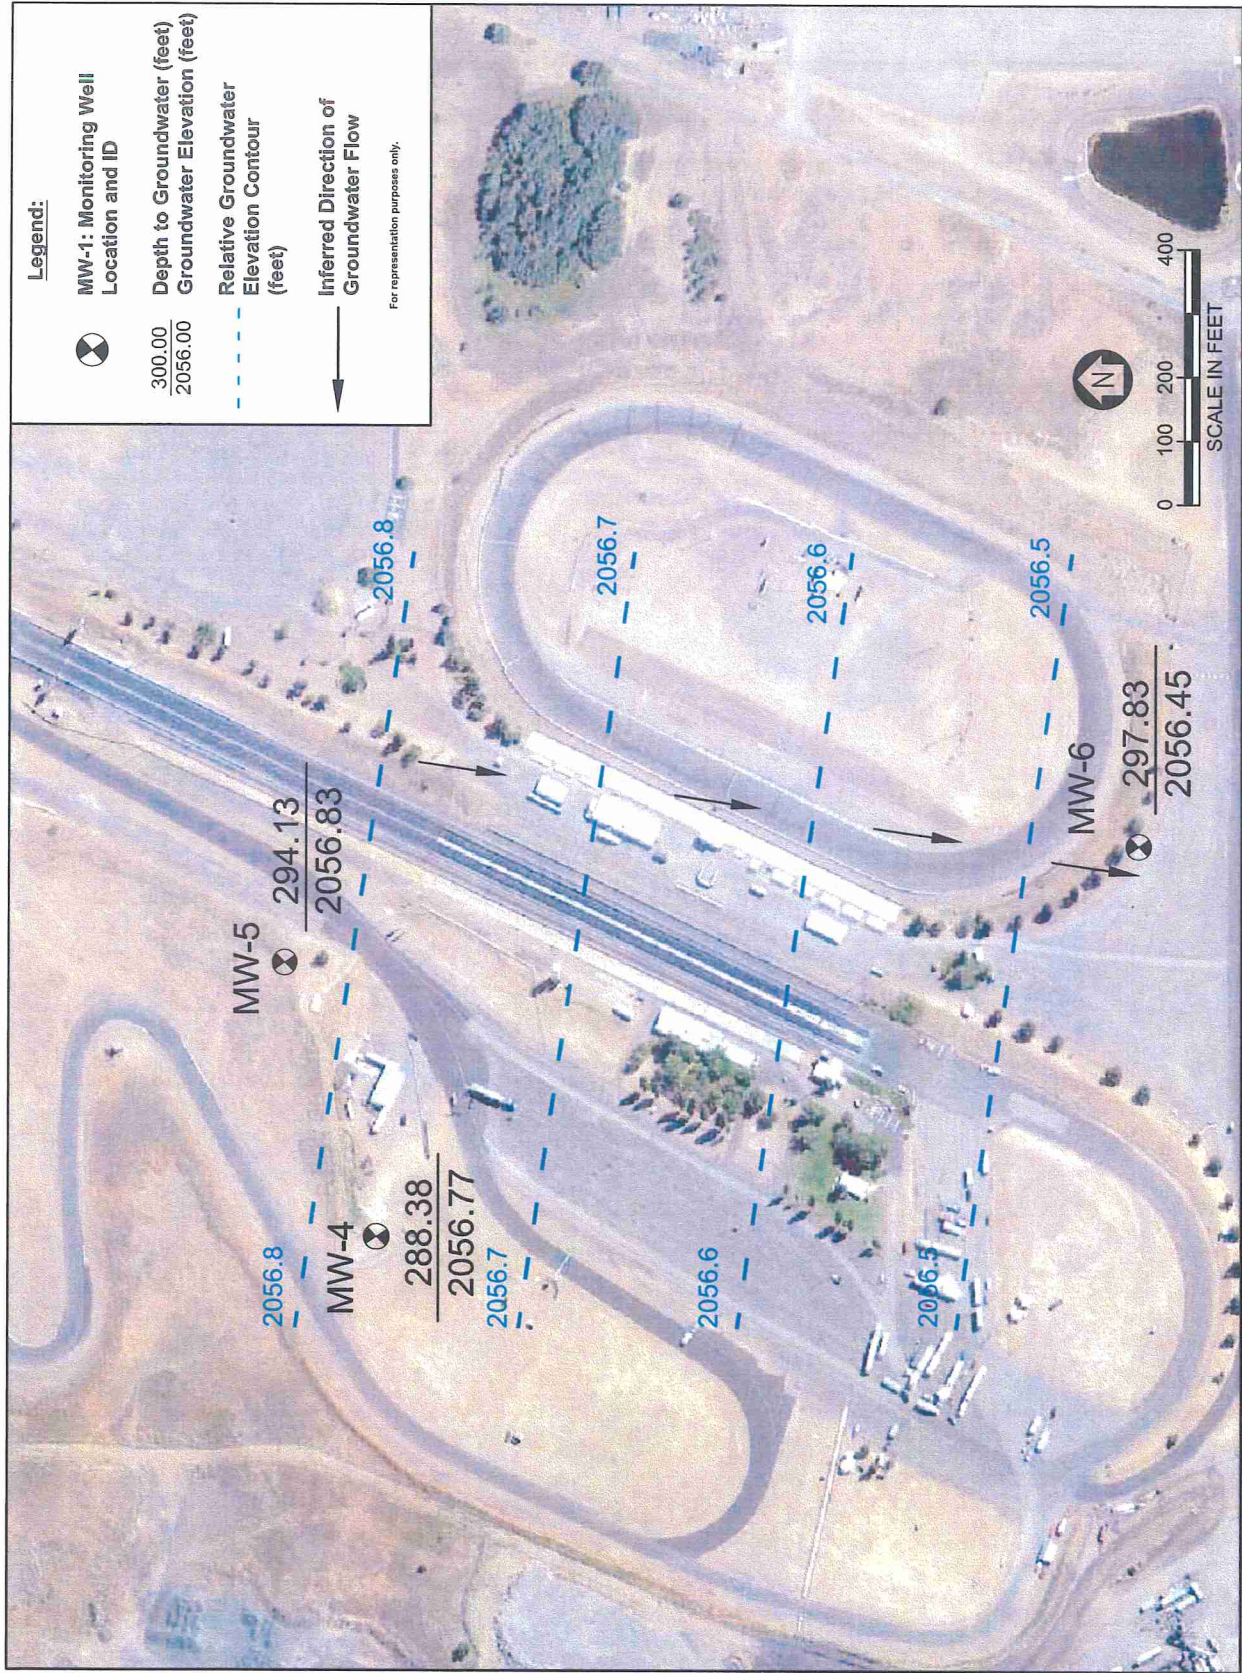 Legend:
MW-1: Monitoring Well
Location and ID
300.00
2056.00
Depth to Groundwater (feet)
Groundwater Elevation (feet)
Relative Groundwater
Elevation Contour
(feet)
Inferred Direction of
Groundwater Flow
For representation purposes only.
MW-5
294.13
2056.83
MW-4
288.38
2056.77
MW-6
297.83
2056.45
2056.8
2056.8
2056.7
2056.7
2056.6
2056.6
2056.5
2056.5
N
0
100
200
400
SCALE IN FEET